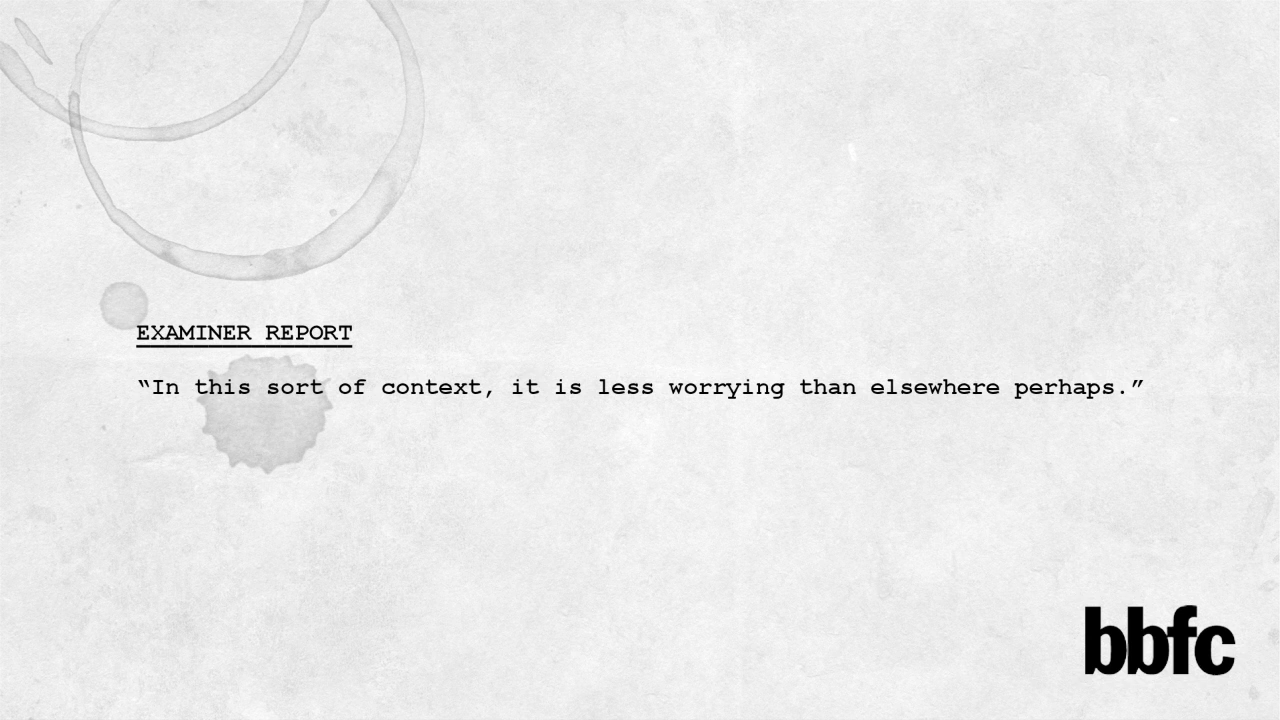 EXAMINER REPORT
“In this sort of context, it is less worrying than elsewhere perhaps.”
bbfc